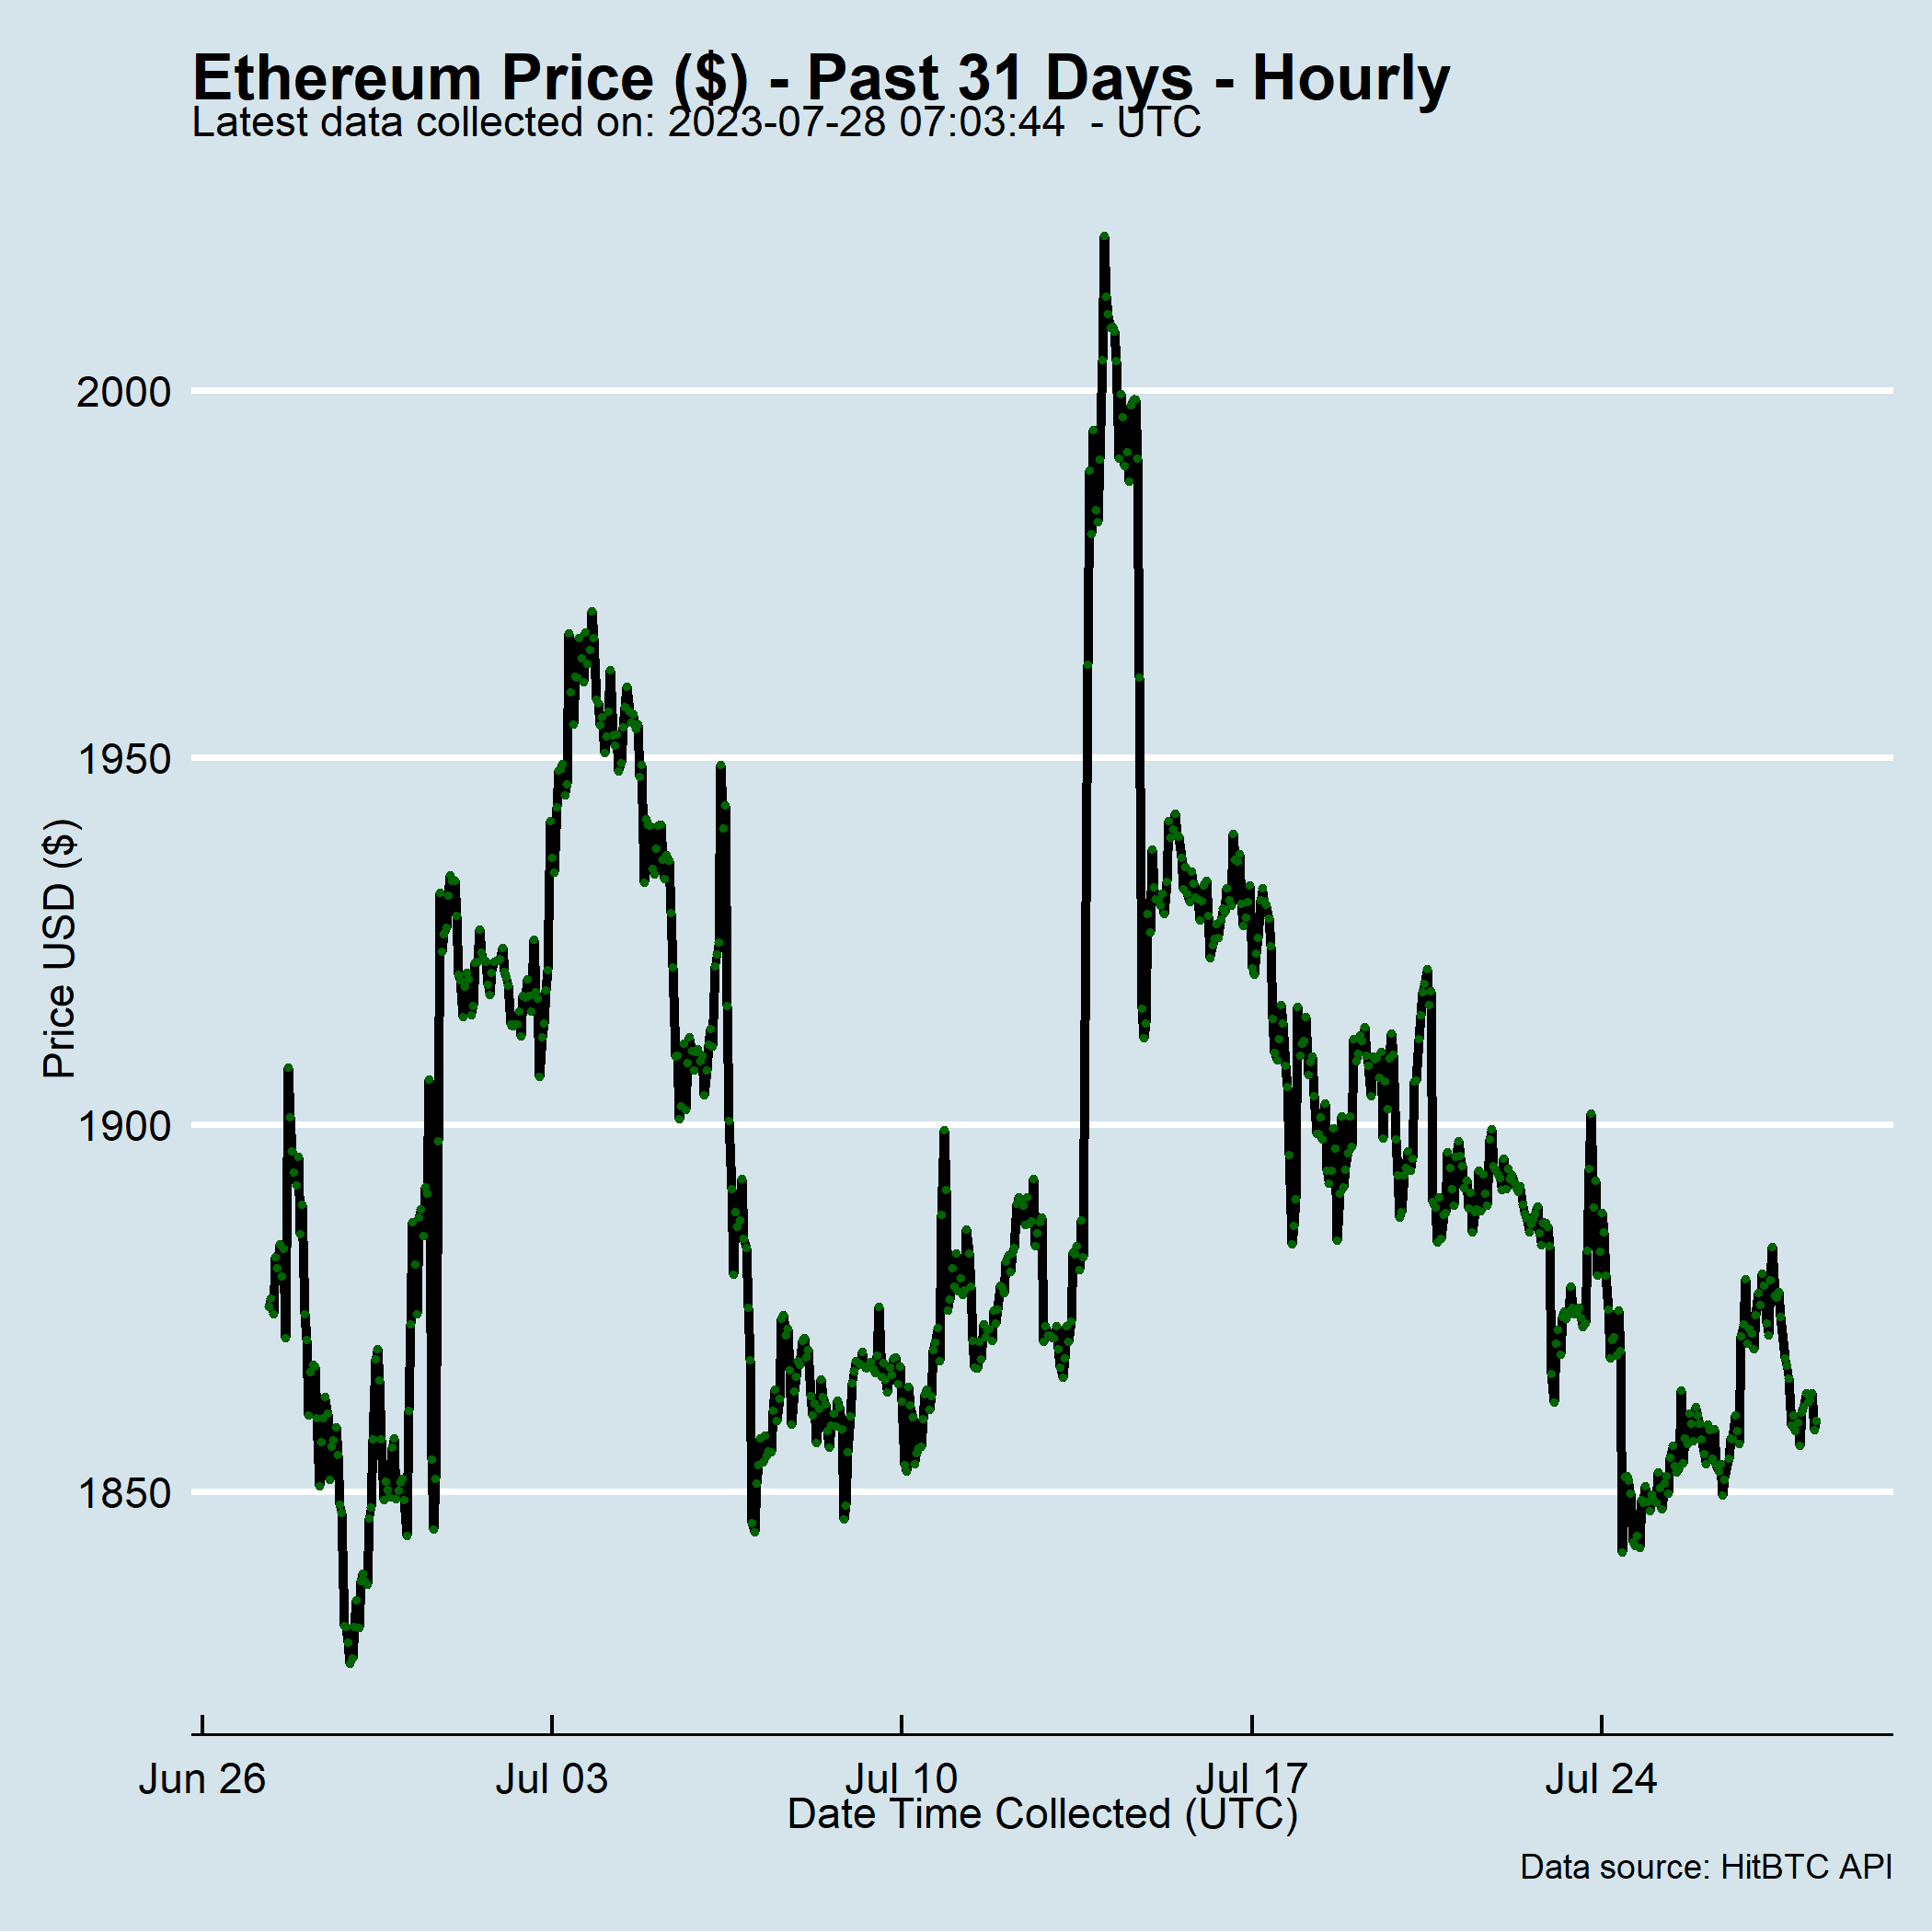 Ethereum Price ($) - Past 31 Days - Hourly
Latest data collected on: 2023-07-28 07:03:44  - UTC
Price USD ($)
2000
1950
1900
1850
Jun 26 Jul 03 Jul 10 Jul 17 Jul 24
Date Time Collected (UTC)
Data source: HitBTC API